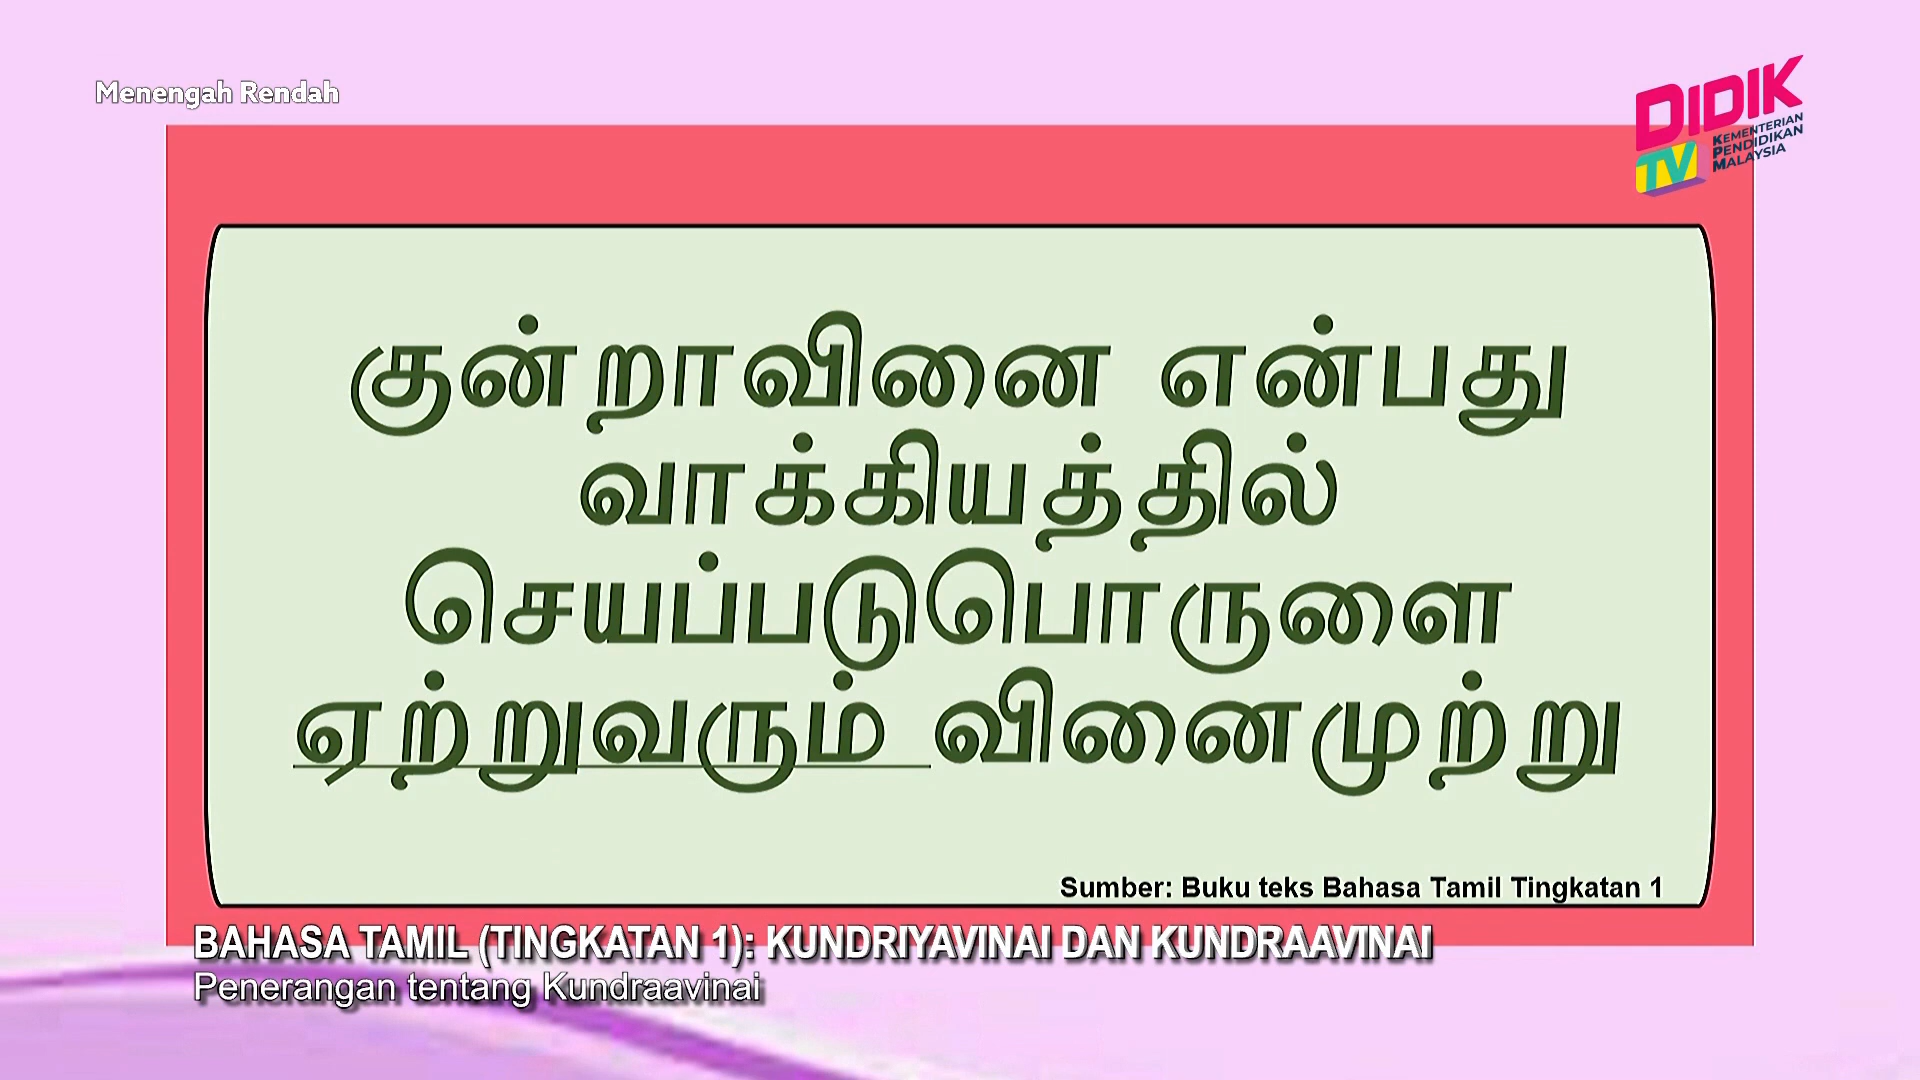 Menengah Rendah
DIDIK
TV
KEMENTERIAN
PENDIDIKAN
MALAYSIA
குன்றாவினை என்பது
வாக்கியத்தில்
செயப்படுபொருளை
ஏற்றுவரும் வினைமுற்று
Sumber: Buku teks Bahasa Tamil Tingkatan 1
BAHASA TAMIL (TINGKATAN 1): KUNDRIYAVINAI DAN KUNDRAAVINAI
Penerangan tentang Kundraavinai